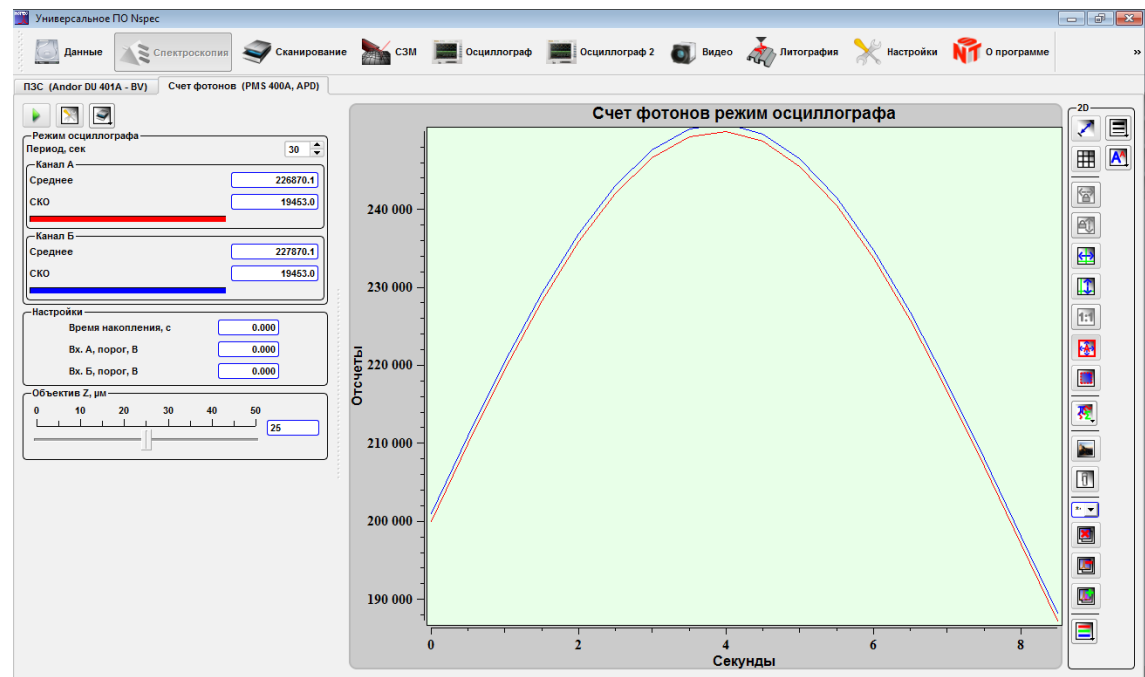 Универсальное ПО Nspec
Данные Спектроскопия Сканирование СЗМ Осциллограф Осциллограф 2 Видео Литография Настройки О программе »
ПЗС (Andor DU 401A - BV) Счет фотонов (PMS 400A, APD)
Режим осциллографа
Период, сек 30
Канал А
Среднее 226870.1
СКО 19453.0
Канал Б
Среднее 227870.1
СКО 19453.0
Настройки
Время накопления, с 0.000
Вх. А, порог, В 0.000
Вх. Б, порог, В 0.000
Объектив Z, µм
0 10 20 30 40 50
25
Счет фотонов режим осциллографа
240 000
230 000
220 000
210 000
200 000
190 000
Отсчеты
0 2 4 6 8
Секунды
2D
1:1